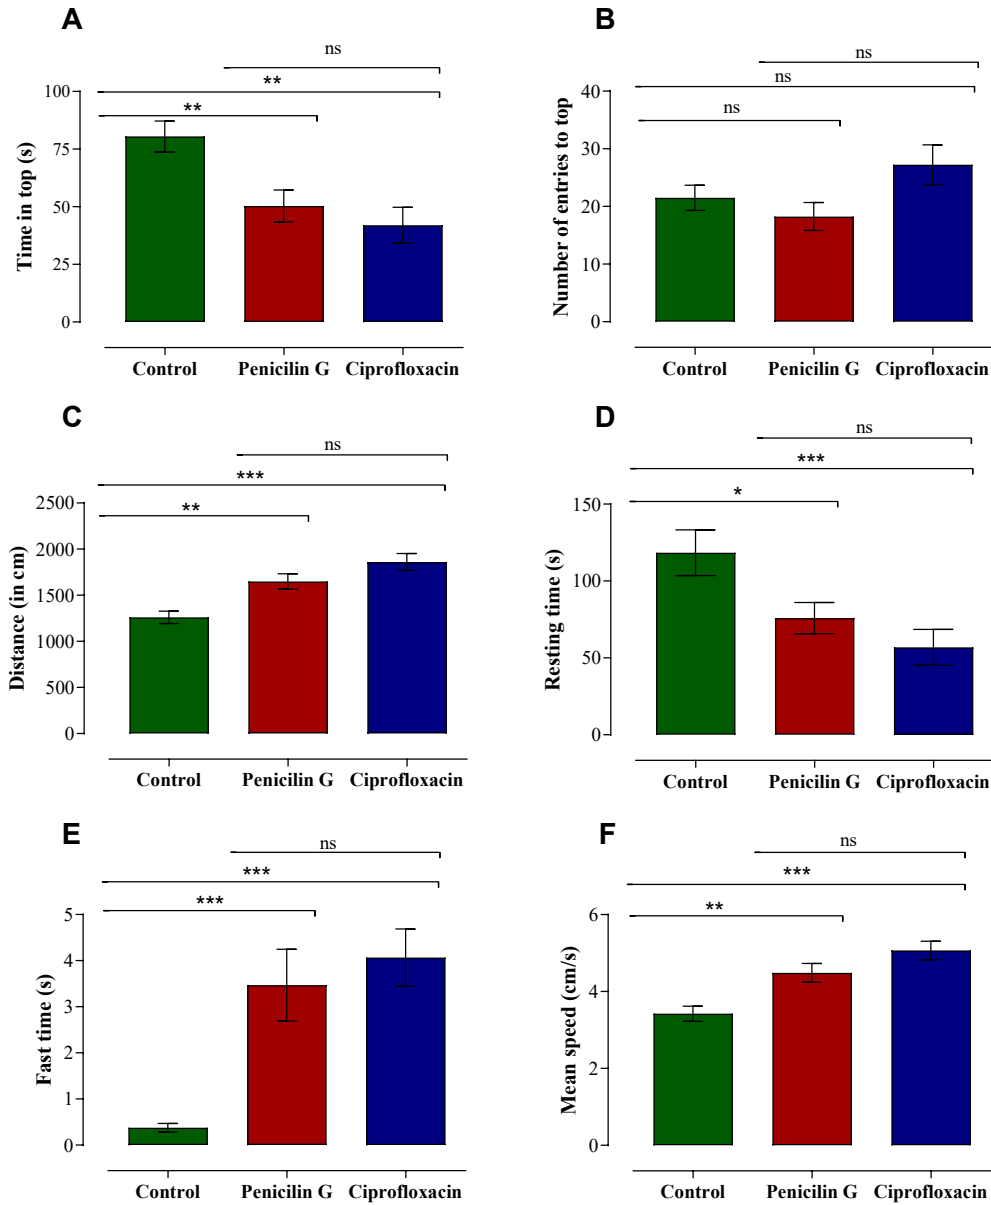 A
ns
**
**
Time in top (s)
100
75
50
25
0
Control Penicilin G Ciprofloxacin
B
ns
ns
ns
Number of entries to top
40
30
20
10
0
Control Penicilin G Ciprofloxacin
C
ns
***
**
Distance (in cm)
2500
2000
1500
1000
500
0
Control Penicilin G Ciprofloxacin
D
ns
***
*
Resting time (s)
150
100
50
0
Control Penicilin G Ciprofloxacin
E
ns
***
***
Fast time (s)
5
4
3
2
1
0
Control Penicilin G Ciprofloxacin
F
ns
***
**
Mean speed (cm/s)
6
4
2
0
Control Penicilin G Ciprofloxacin